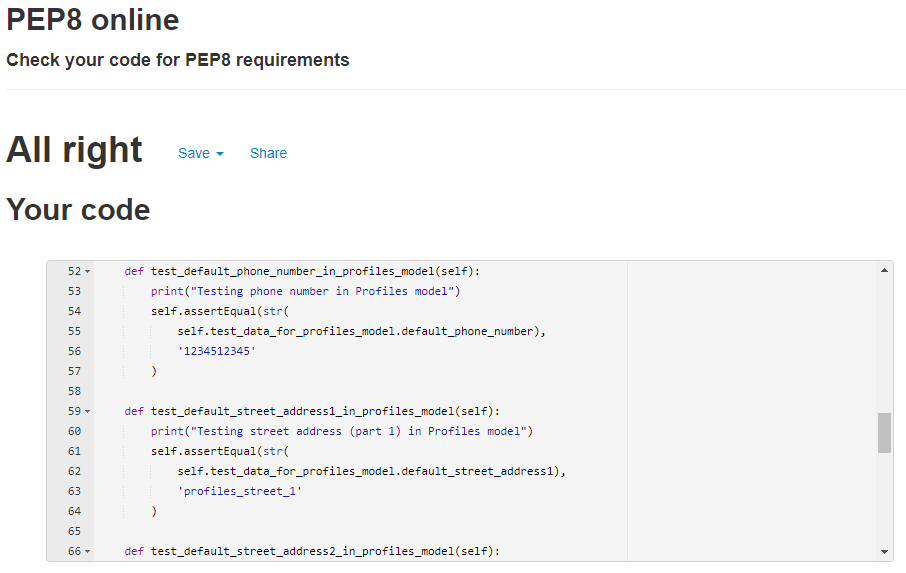 PEP8 online
Check your code for PEP8 requirements
All right Save Share
Your code
52 def test_default_phone_number_in_profiles_model(self):
53 print("Testing phone number in Profiles model")
54 self.assertEqual(str(
55 self.test_data_for_profiles_model.default_phone_number),
56 '1234512345'
57 )
58
59 def test_default_street_address1_in_profiles_model(self):
60 print("Testing street address (part 1) in Profiles model")
61 self.assertEqual(str(
62 self.test_data_for_profiles_model.default_street_address1),
63 'profiles_street_1'
64 )
65
66 def test_default_street_address2_in_profiles_model(self):